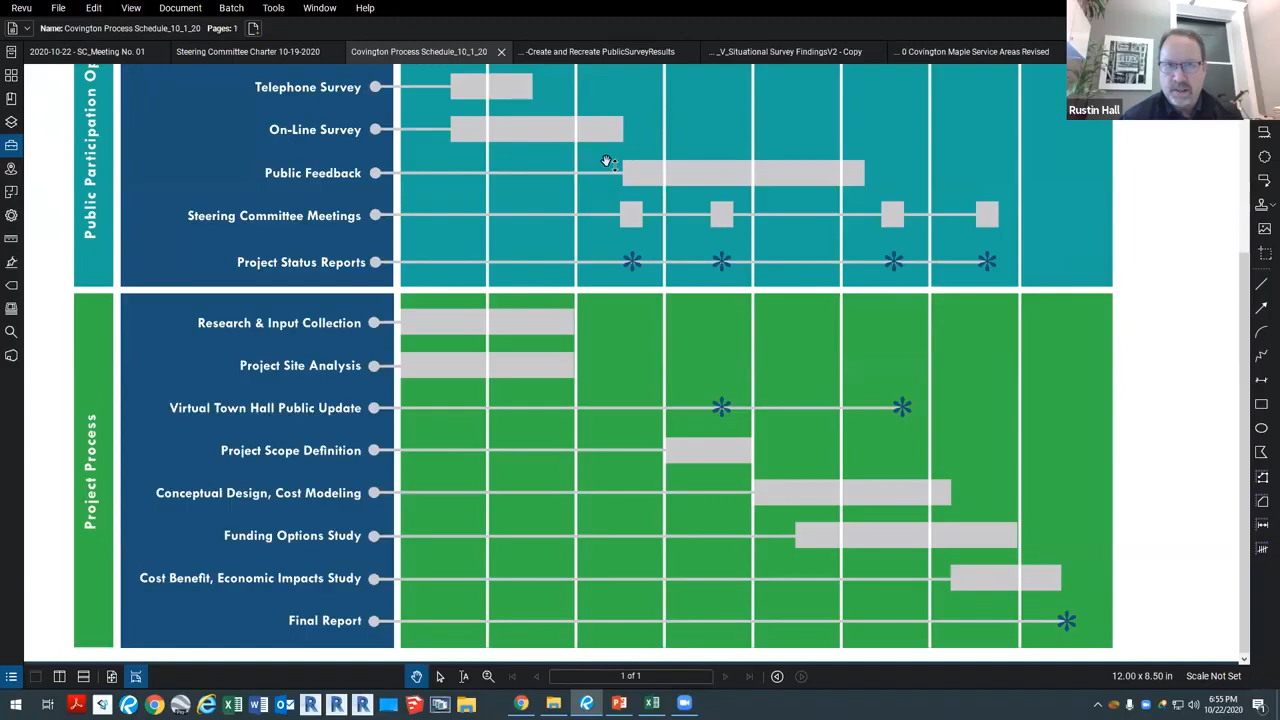 Revu File Edit View Document Batch Tools Window Help
Name: Covington Process Schedule_10_1_20 Pages: 1
2020-10-22 - SC_Meeting No. 01 Steering Committee Charter 10-19-2020 Covington Process Schedule_10_1_20 ...-Create and Recreate PublicSurveyResults ..._V_Situational Survey FindingsV2 - Copy ...0 Covington Maple Service Areas Revised
Rustin Hall
Public Participation Op
Telephone Survey
On-Line Survey
Public Feedback
Steering Committee Meetings
Project Status Reports
Project Process
Research & Input Collection
Project Site Analysis
Virtual Town Hall Public Update
Project Scope Definition
Conceptual Design, Cost Modeling
Funding Options Study
Cost Benefit, Economic Impacts Study
Final Report
1 of 1
12.00 x 8.50 in Scale Not Set
6:55 PM
10/22/2020